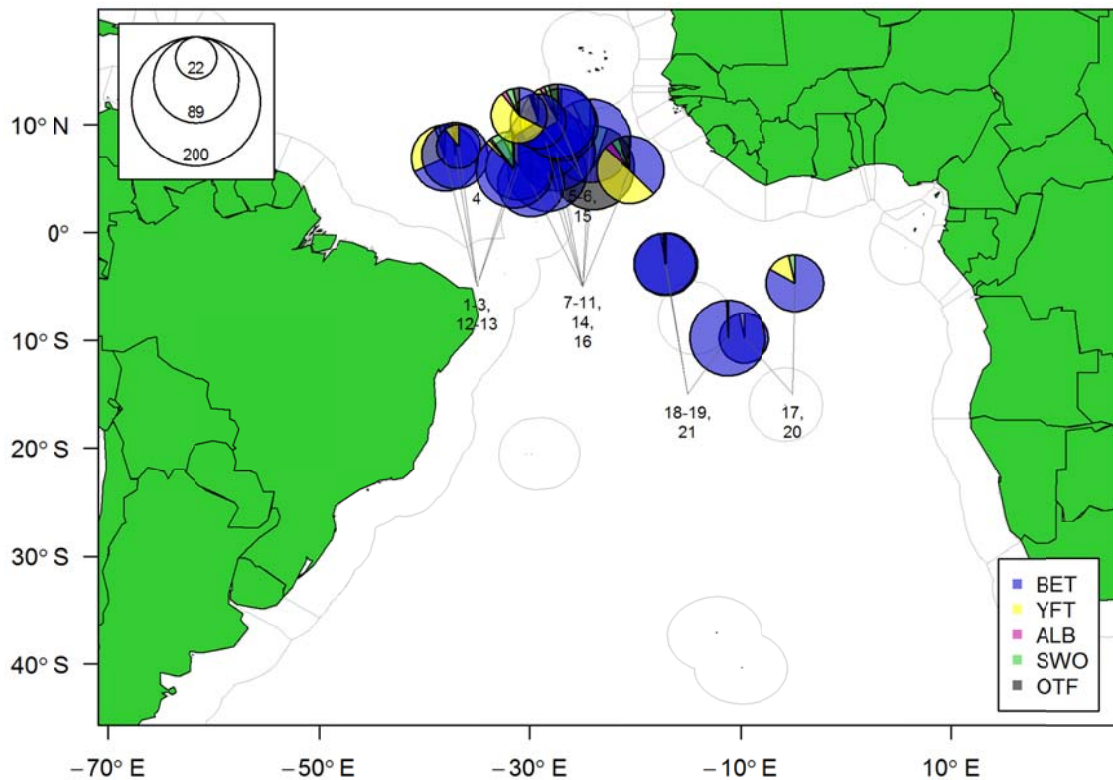 22
89
200
10° N
0°
10° S
20° S
30° S
40° S
4
5-6,
15
1-3,
12-13
7-11,
14,
16
18-19,
21
17,
20
BET
YFT
ALB
SWO
OTF
−70° E
−50° E
−30° E
−10° E
10° E